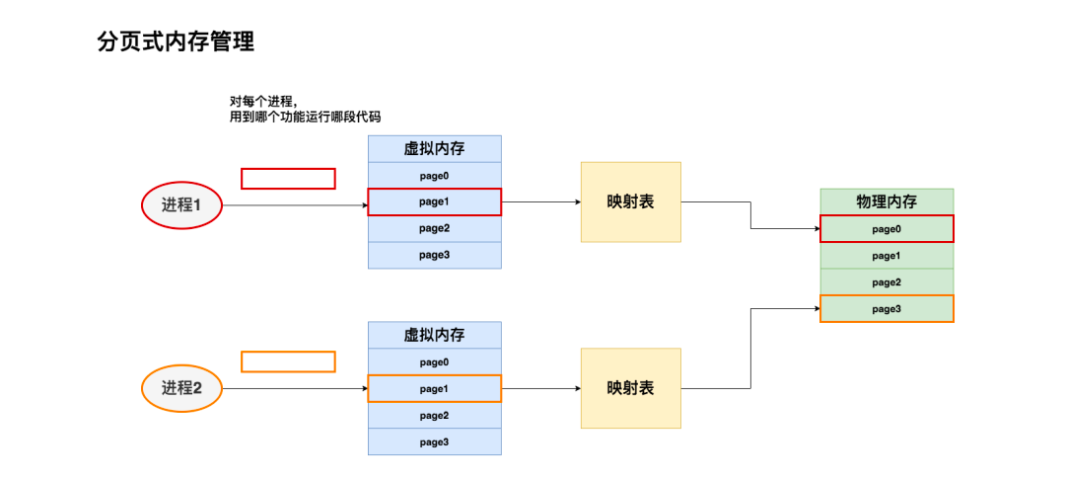 分页式内存管理
对每个进程,
用到哪个功能运行哪段代码
虚拟内存
page0
page1
page2
page3
进程1
映射表
物理内存
page0
page1
page2
page3
虚拟内存
page0
page1
page2
page3
进程2
映射表